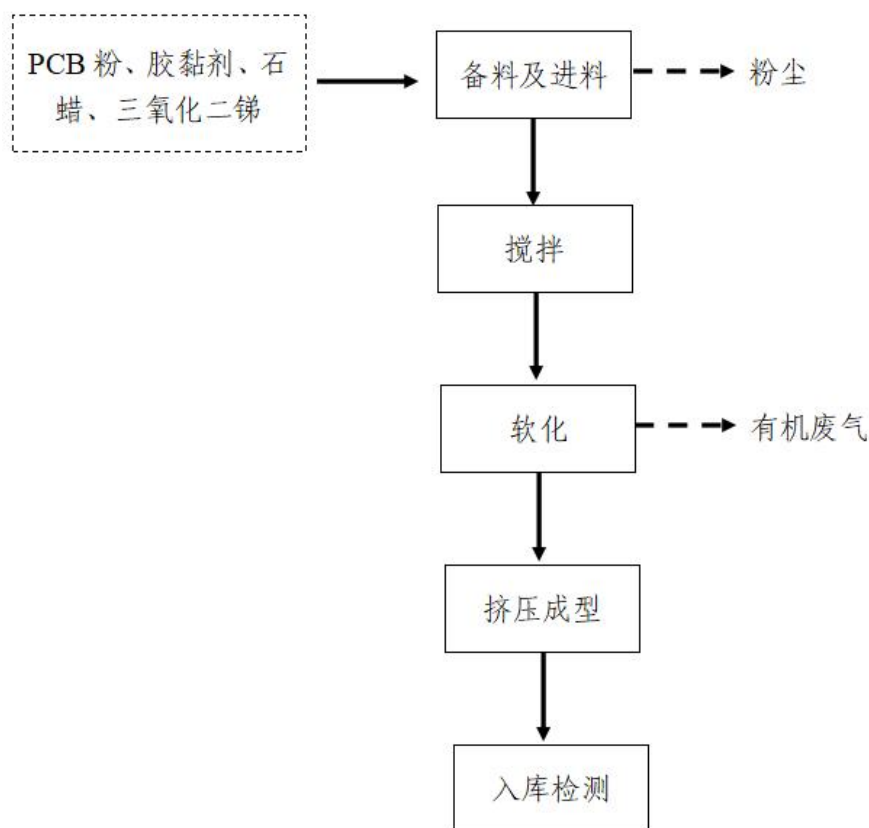 PCB 粉、胶黏剂、石
蜡、三氧化二锑
备料及进料
粉尘
搅拌
软化
有机废气
挤压成型
入库检测